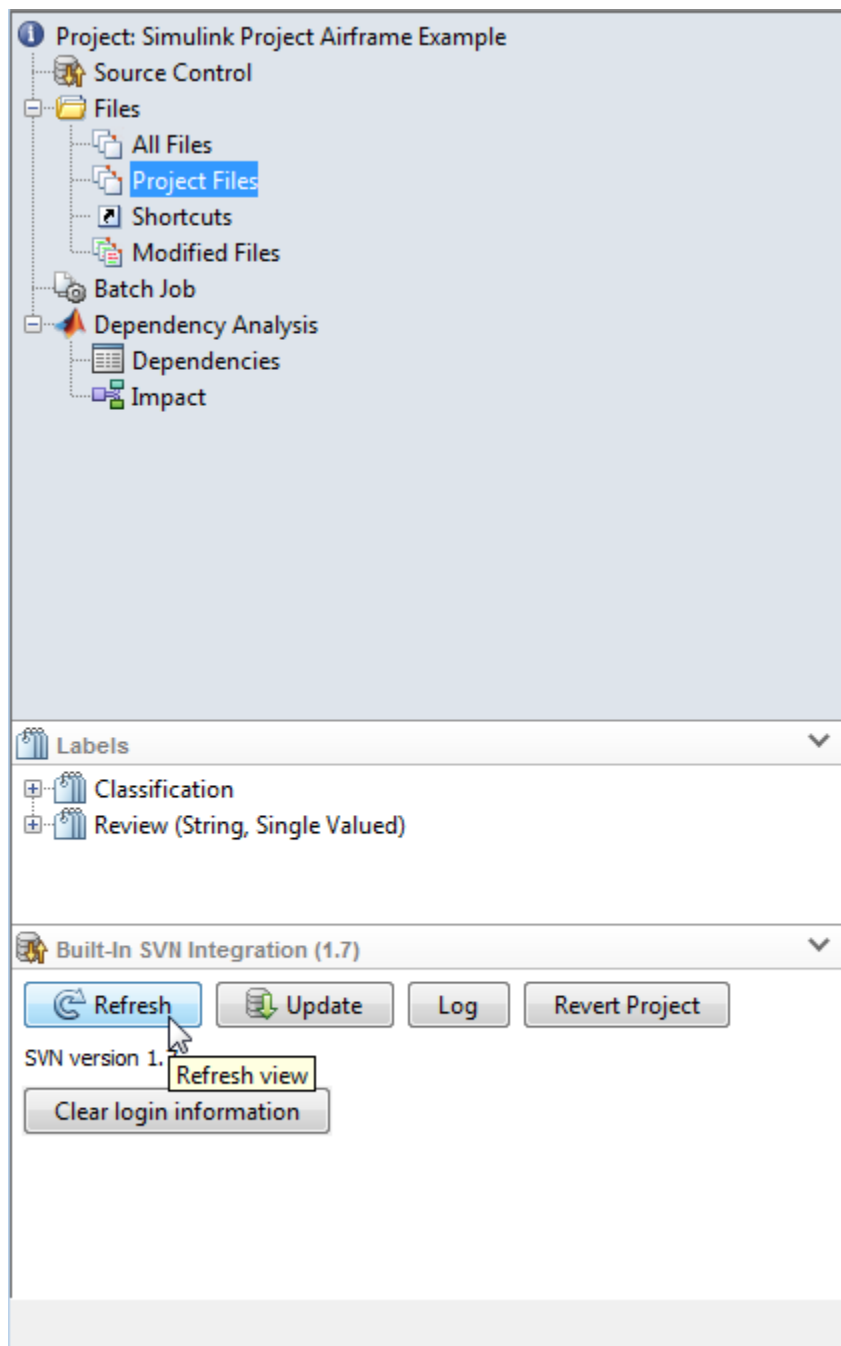 Project: Simulink Project Airframe Example
Source Control
Files
All Files
Project Files
Shortcuts
Modified Files
Batch Job
Dependency Analysis
Dependencies
Impact
Labels
Classification
Review (String, Single Valued)
Built-In SVN Integration (1.7)
Refresh Update Log Revert Project
SVN version 1.
Refresh view
Clear login information